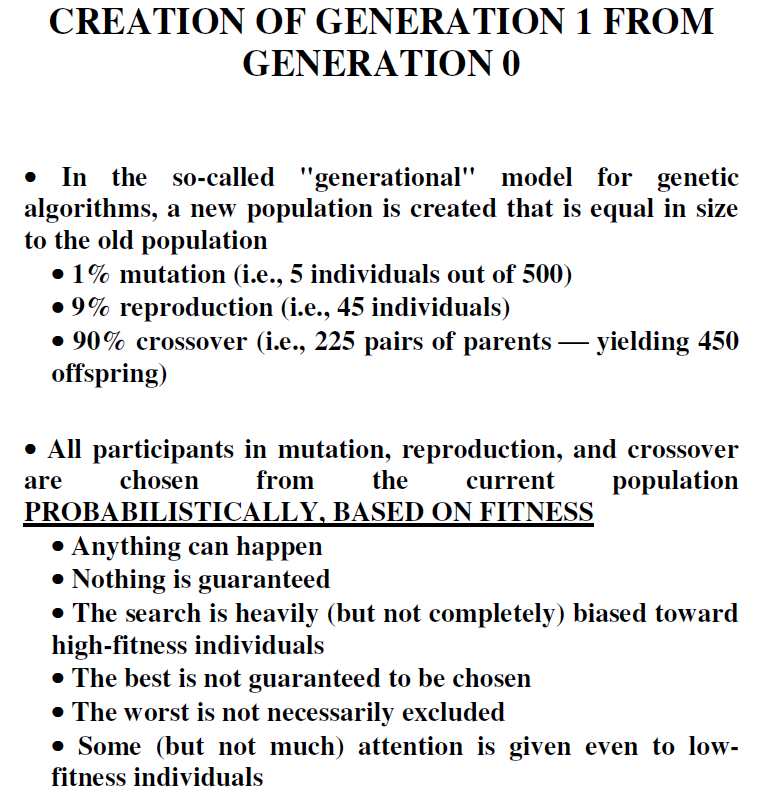 CREATION OF GENERATION 1 FROM
GENERATION 0
• In the so-called "generational" model for genetic
algorithms, a new population is created that is equal in size
to the old population
• 1% mutation (i.e., 5 individuals out of 500)
• 9% reproduction (i.e., 45 individuals)
• 90% crossover (i.e., 225 pairs of parents — yielding 450
offspring)
• All participants in mutation, reproduction, and crossover
are chosen from the current population
PROBABILISTICALLY, BASED ON FITNESS
• Anything can happen
• Nothing is guaranteed
• The search is heavily (but not completely) biased toward
high-fitness individuals
• The best is not guaranteed to be chosen
• The worst is not necessarily excluded
• Some (but not much) attention is given even to low-
fitness individuals